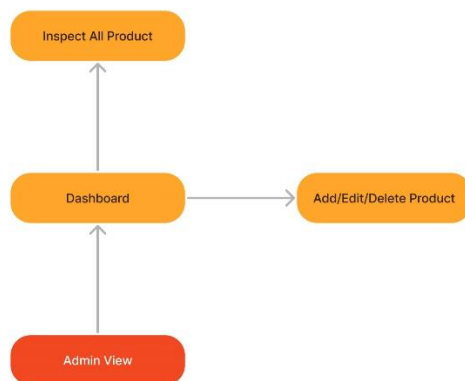 Inspect All Product
Dashboard
Add/Edit/Delete Product
Admin View